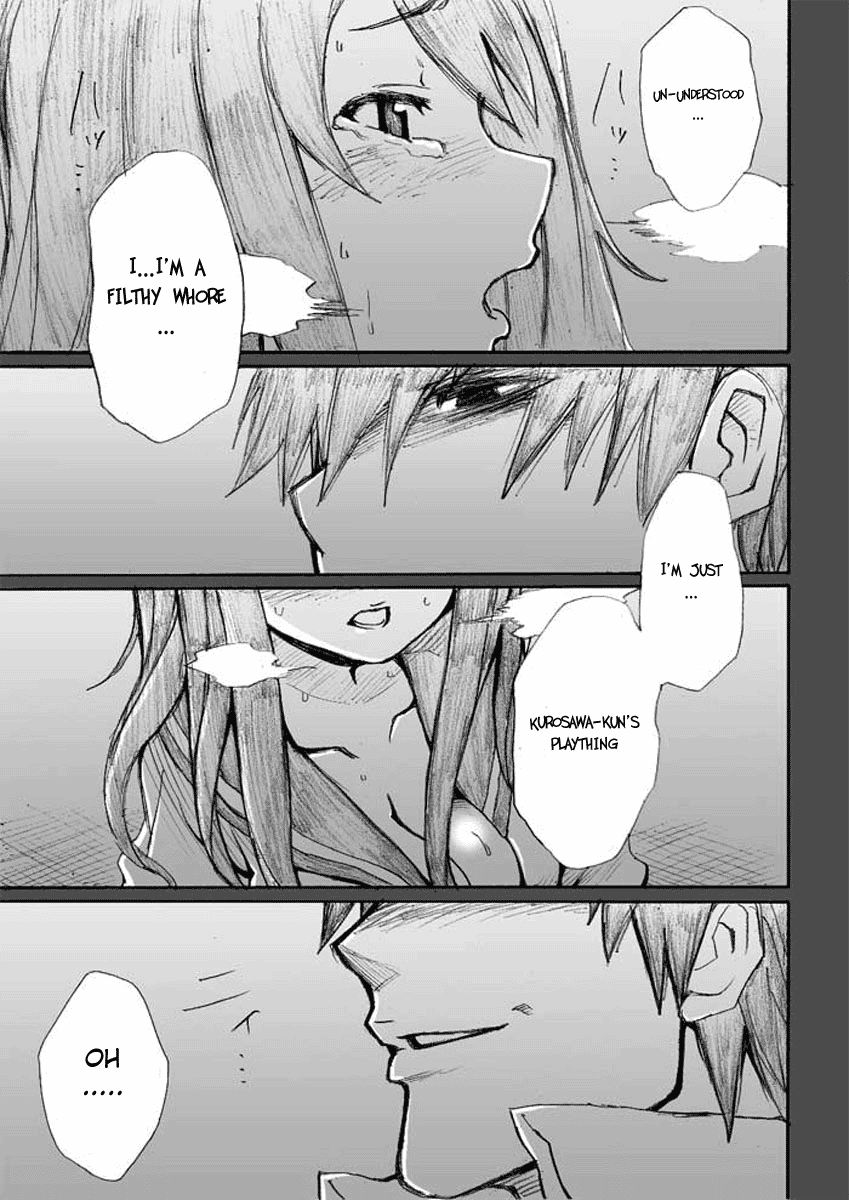 UN-UNDERSTOOD
...
I...I'M A
FILTHY WHORE
...
I'M JUST
...
KUROSAWA-KUN'S
PLAYTHING
OH
.....